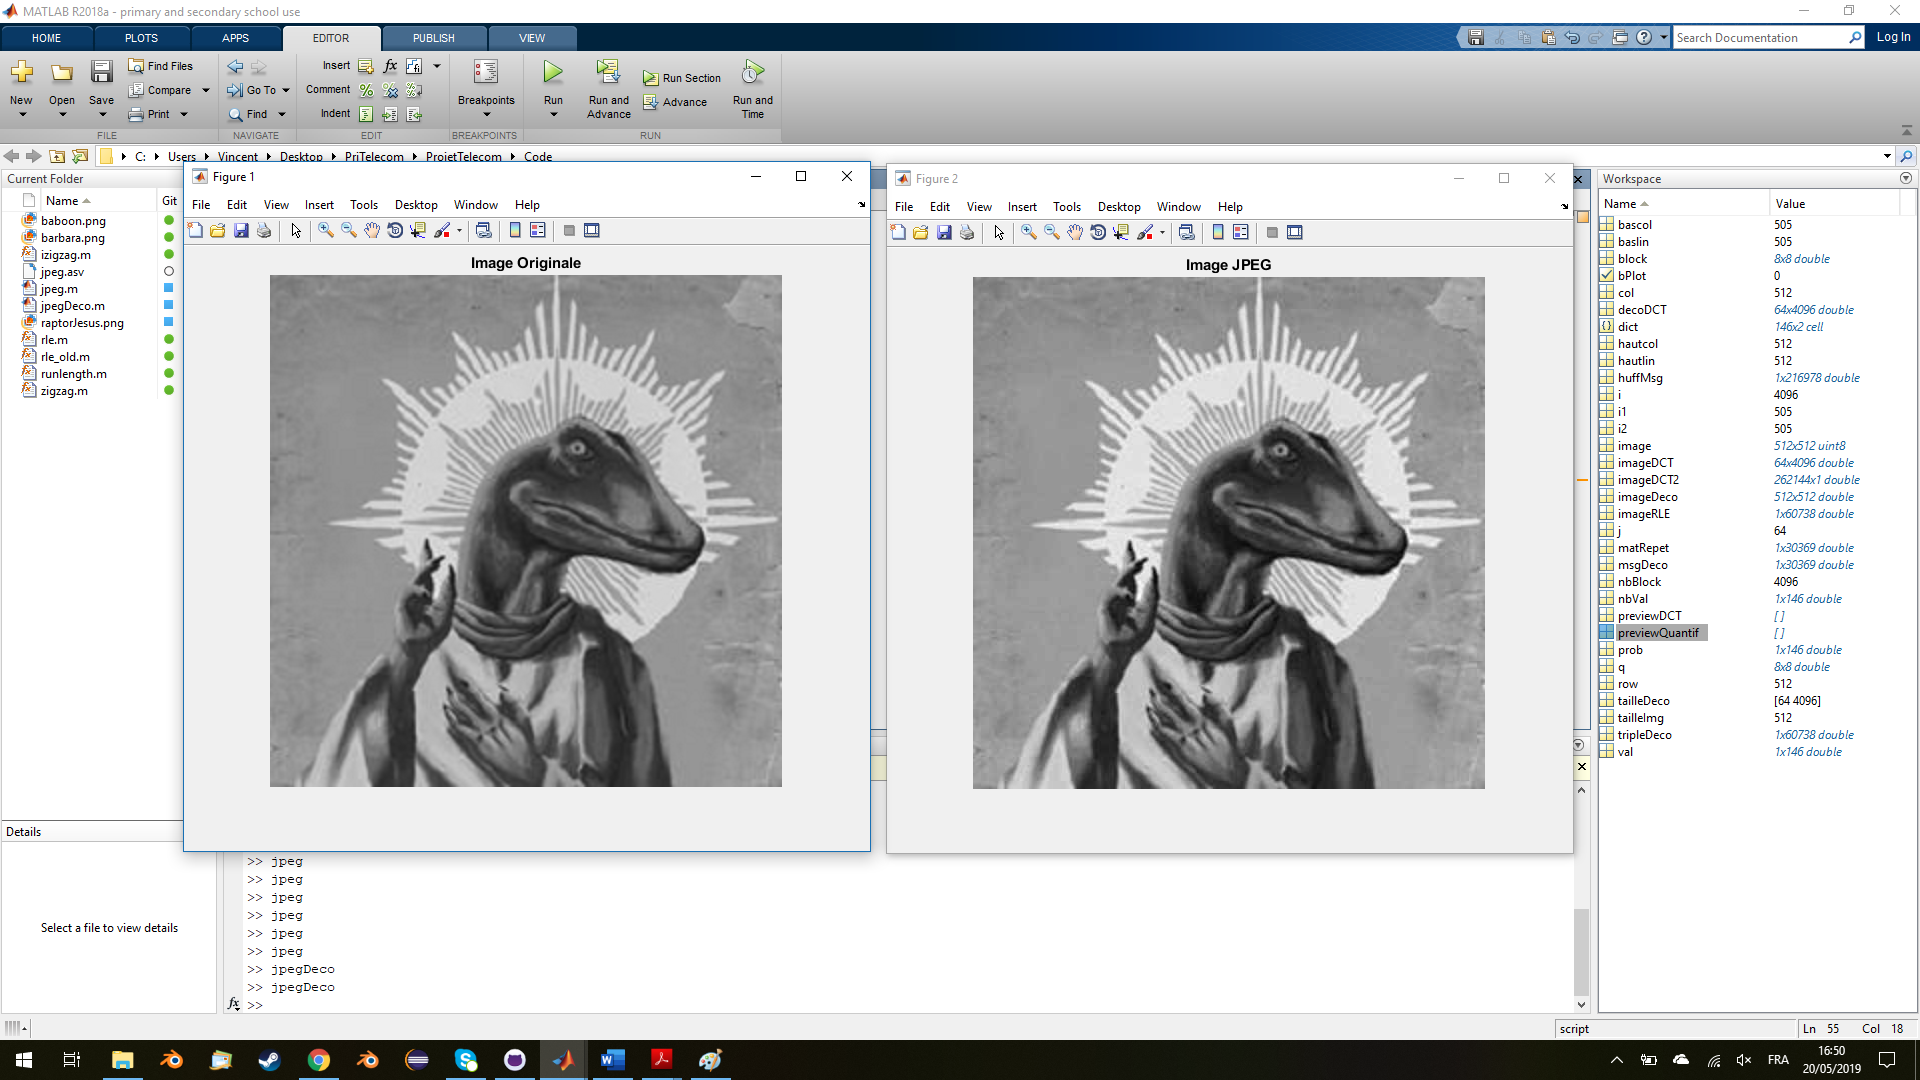 MATLAB R2018a - primary and secondary school use
HOME PLOTS APPS EDITOR PUBLISH VIEW
Search Documentation
Log In
New
Open
Save
Find Files
Compare
Print
FILE
Go To
Find
NAVIGATE
Insert
fx
Comment
Indent
EDIT
Breakpoints
BREAKPOINTS
Run
Run and Advance
Run Section
Advance
Run and Time
RUN
C: Users Vincent Desktop PriTelecom ProjetTelecom Code
Current Folder
Name Git
baboon.png
barbara.png
izigzag.m
jpeg.asv
jpeg.m
jpegDeco.m
raptorJesus.png
rle.m
rle_old.m
runlength.m
zigzag.m
Details
Select a file to view details
Figure 1
File Edit View Insert Tools Desktop Window Help
Image Originale
Figure 2
File Edit View Insert Tools Desktop Window Help
Image JPEG
>> jpeg
>> jpeg
>> jpeg
>> jpeg
>> jpeg
>> jpeg
>> jpegDeco
>> jpegDeco
fx >>
Workspace
Name Value
bascol 505
baslin 505
block 8x8 double
bPlot 0
col 512
decoDCT 64x4096 double
dict 146x2 cell
hautcol 512
hautlin 512
huffMsg 1x216978 double
i 4096
i1 505
i2 505
image 512x512 uint8
imageDCT 64x4096 double
imageDCT2 262144x1 double
imageDeco 512x512 double
imageRLE 1x60738 double
j 64
matRepet 1x30369 double
msgDeco 1x30369 double
nbBlock 4096
nbVal 1x146 double
previewDCT []
previewQuantif []
prob 1x146 double
q 8x8 double
row 512
tailleDeco [64 4096]
tailleImg 512
tripleDeco 1x60738 double
val 1x146 double
script
Ln 55 Col 18
FRA
16:50
20/05/2019